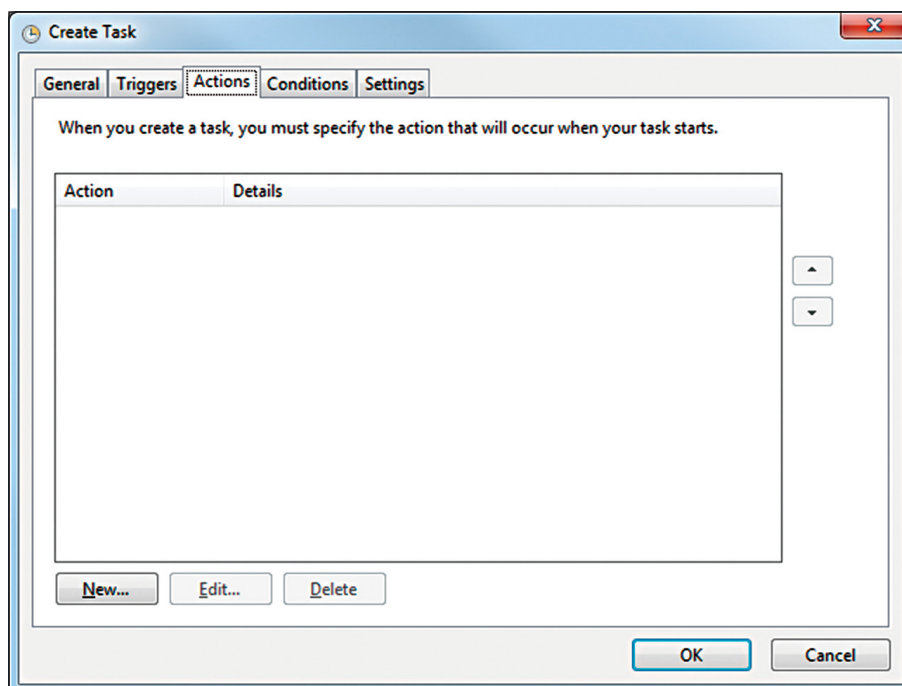 Create Task
General Triggers Actions Conditions Settings
When you create a task, you must specify the action that will occur when your task starts.
Action Details
New... Edit... Delete
OK Cancel